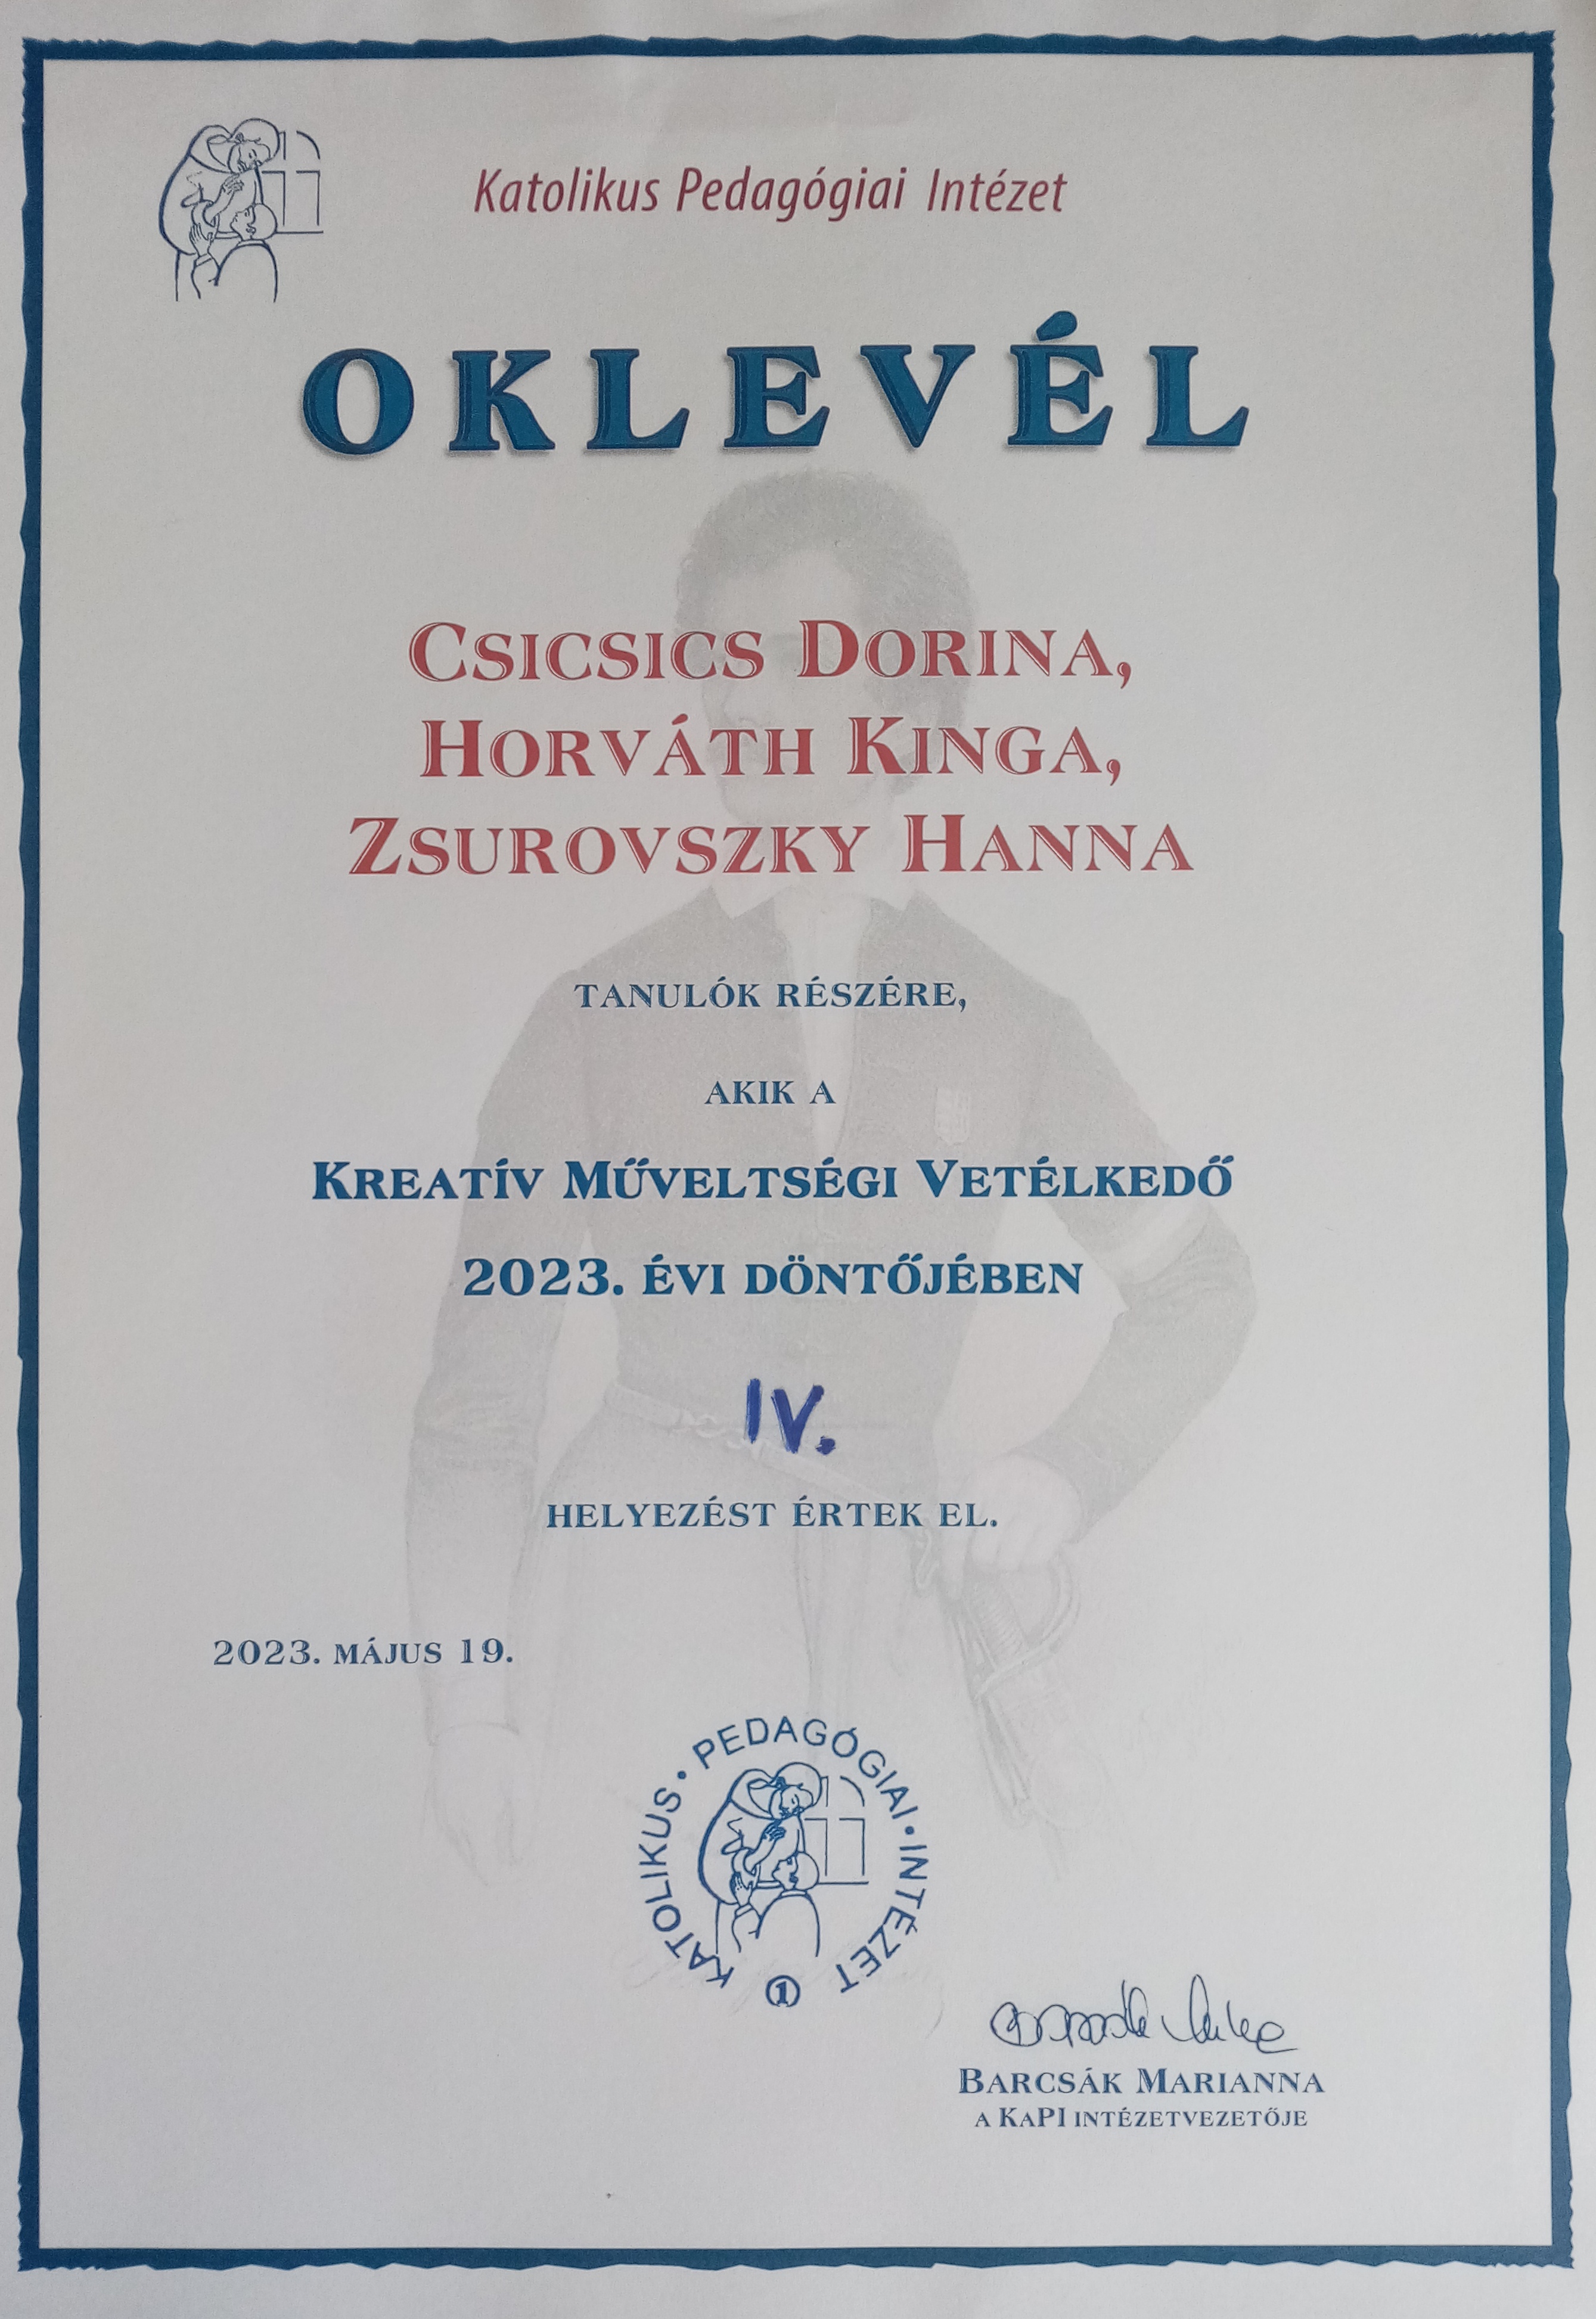 Katolikus Pedagógiai Intézet
OKLEVÉL
CSICSICS DORINA,
HORVÁTH KINGA,
ZSUROVSZKY HANNA
TANULÓK RÉSZÉRE,
AKIK A
KREATÍV MŰVELTSÉGI VETÉLKEDŐ
2023. ÉVI DÖNTŐJÉBEN
IV.
HELYEZÉST ÉRTEK EL.
2023. MÁJUS 19.
KATOLIKUS • PEDAGÓGIAI • INTÉZET
1
BARCSÁK MARIANNA
A KAPI INTÉZETVEZETŐJE